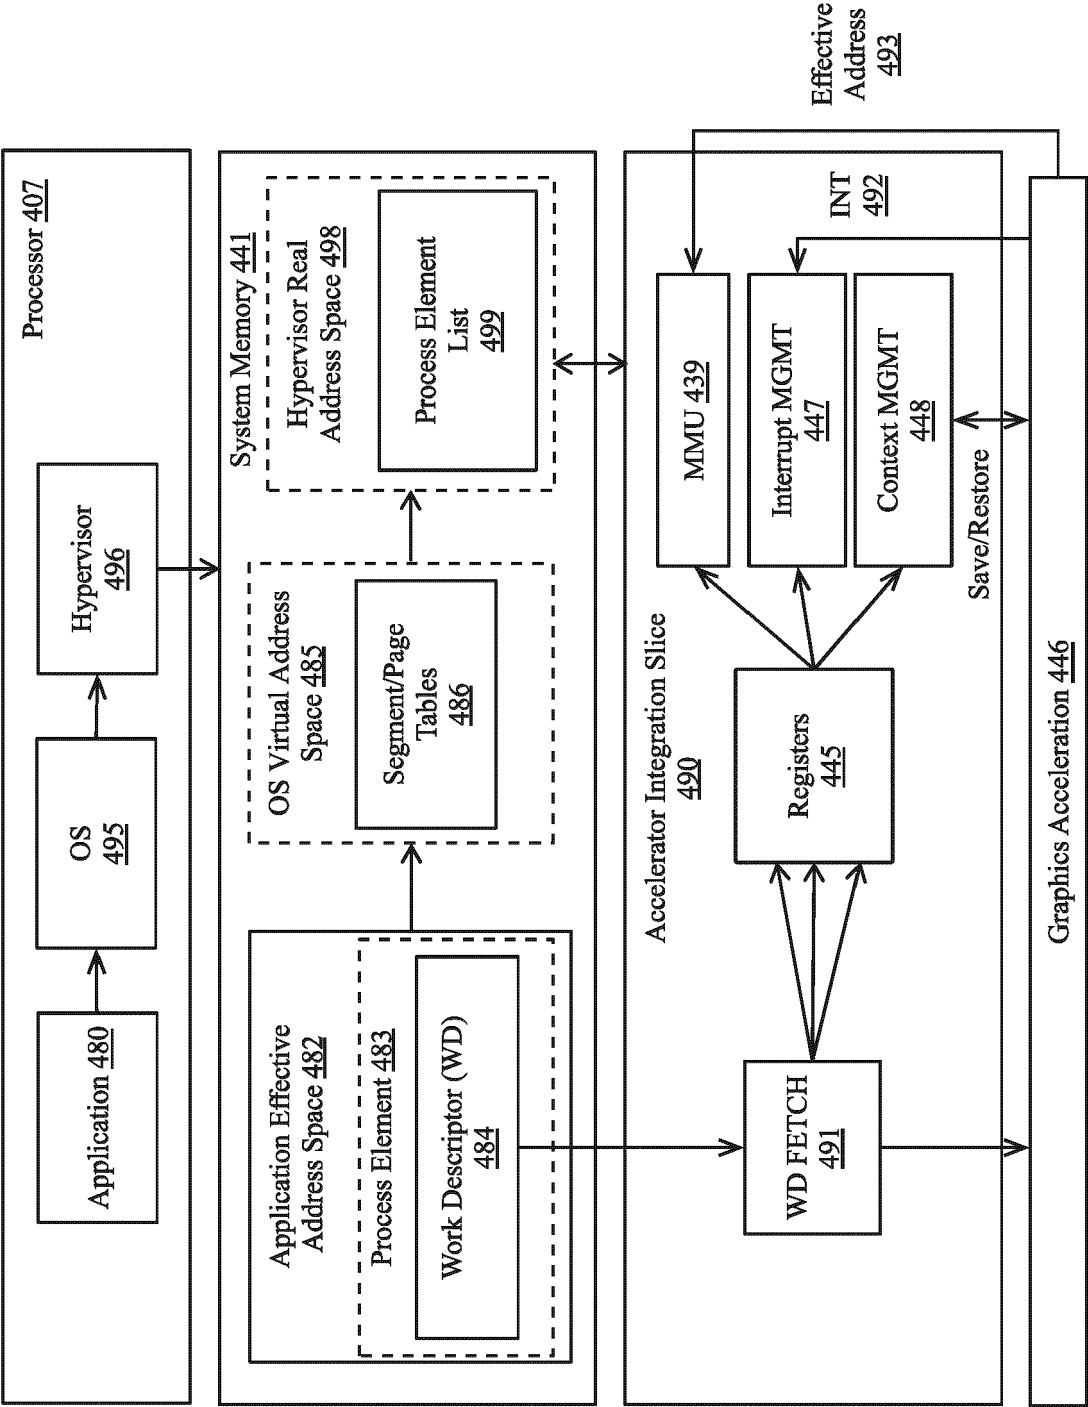 Processor 407
Application 480
OS
495
Hypervisor
496
System Memory 441
Application Effective
Address Space 482
Process Element 483
Work Descriptor (WD)
484
OS Virtual Address
Space 485
Segment/Page
Tables
486
Hypervisor Real
Address Space 498
Process Element
List
499
Accelerator Integration Slice
490
WD FETCH
491
Registers
445
MMU 439
Interrupt MGMT
447
Context MGMT
448
INT
492
Effective
Address
493
Save/Restore
Graphics Acceleration 446